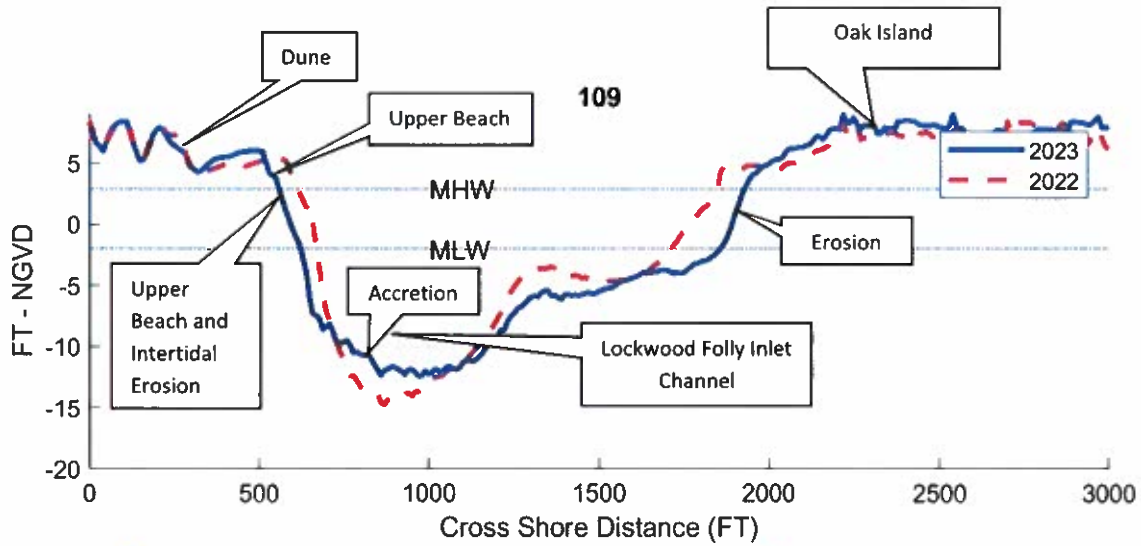 Oak Island
Dune
109
Upper Beach
2023
2022
MHW
MLW
Erosion
Upper
Beach and
Intertidal
Erosion
Accretion
Lockwood Folly Inlet
Channel
FT - NGVD
5
0
-5
-10
-15
-20
0
500
1000
1500
2000
2500
3000
Cross Shore Distance (FT)